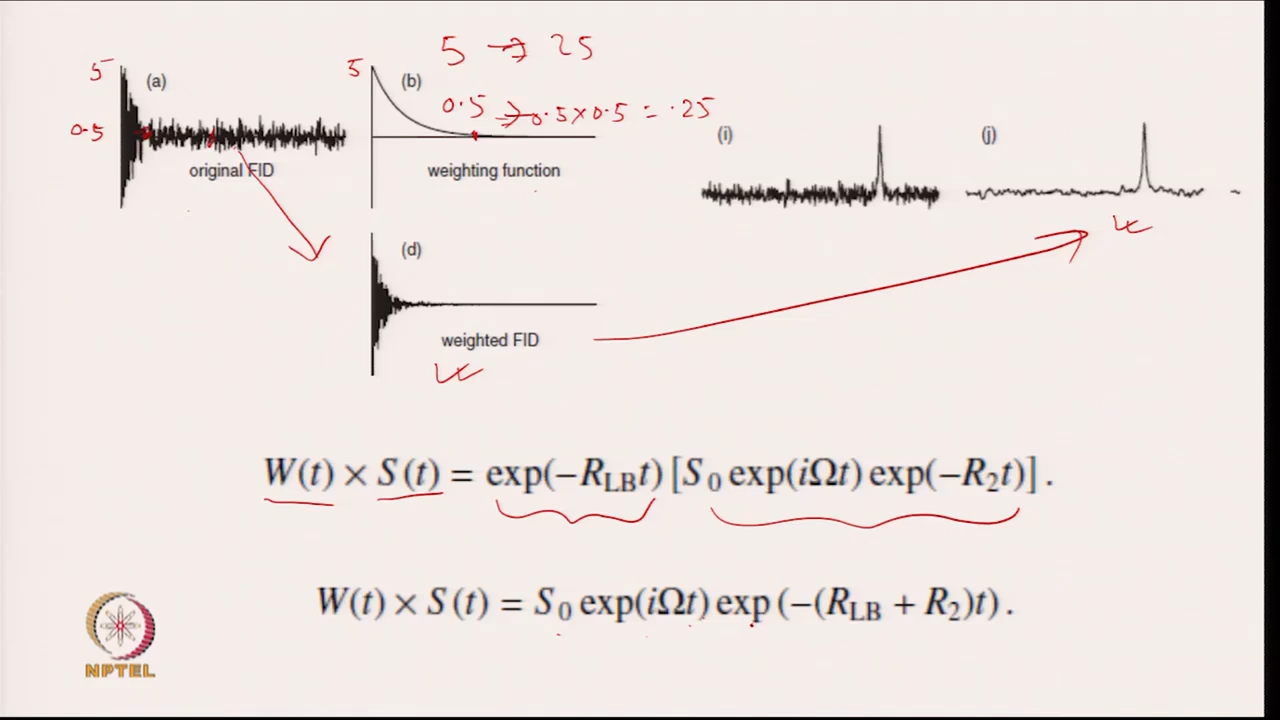 5 → 25
5
(a)
5
(b)
0.5 → 0.5 × 0.5 = .25
0.5
original FID
weighting function
(i)
(j)
(d)
weighted FID
W(t) × S(t) = exp(−R_LB t) [S_0 exp(iΩt) exp(−R_2 t)] .
W(t) × S(t) = S_0 exp(iΩt) exp (−(R_LB + R_2)t) .
NPTEL